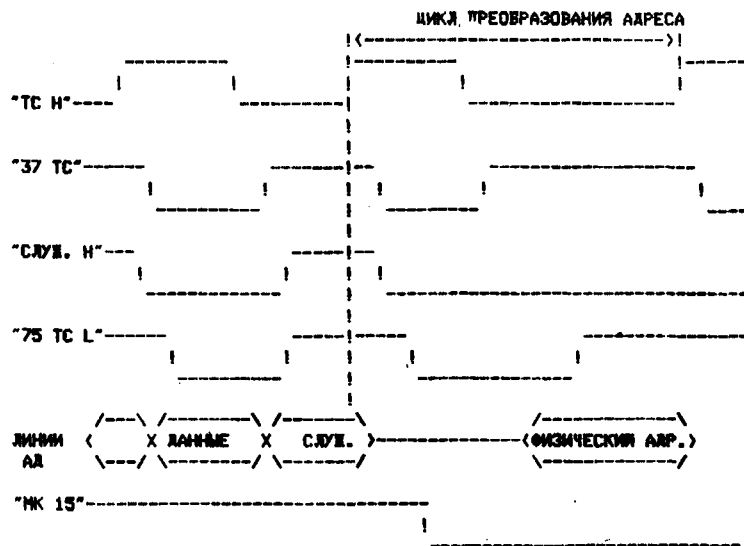 ЦИКЛ ПРЕОБРАЗОВАНИЯ АДРЕСА
"ТС Н"
"37 ТС"
"СЛУЖ. Н"
"75 ТС L"
ЛИНИИ АД
ДАННЫЕ
СЛУЖ.
ФИЗИЧЕСКИЙ АДР.
"МК 15"